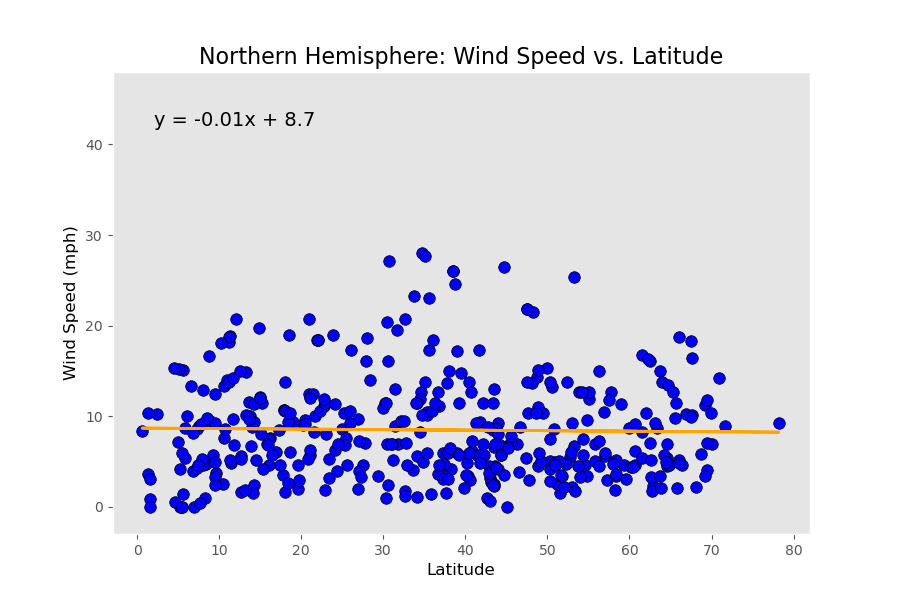 Northern Hemisphere: Wind Speed vs. Latitude
y = -0.01x + 8.7
Wind Speed (mph)
40
30
20
10
0
0 10 20 30 40 50 60 70 80
Latitude